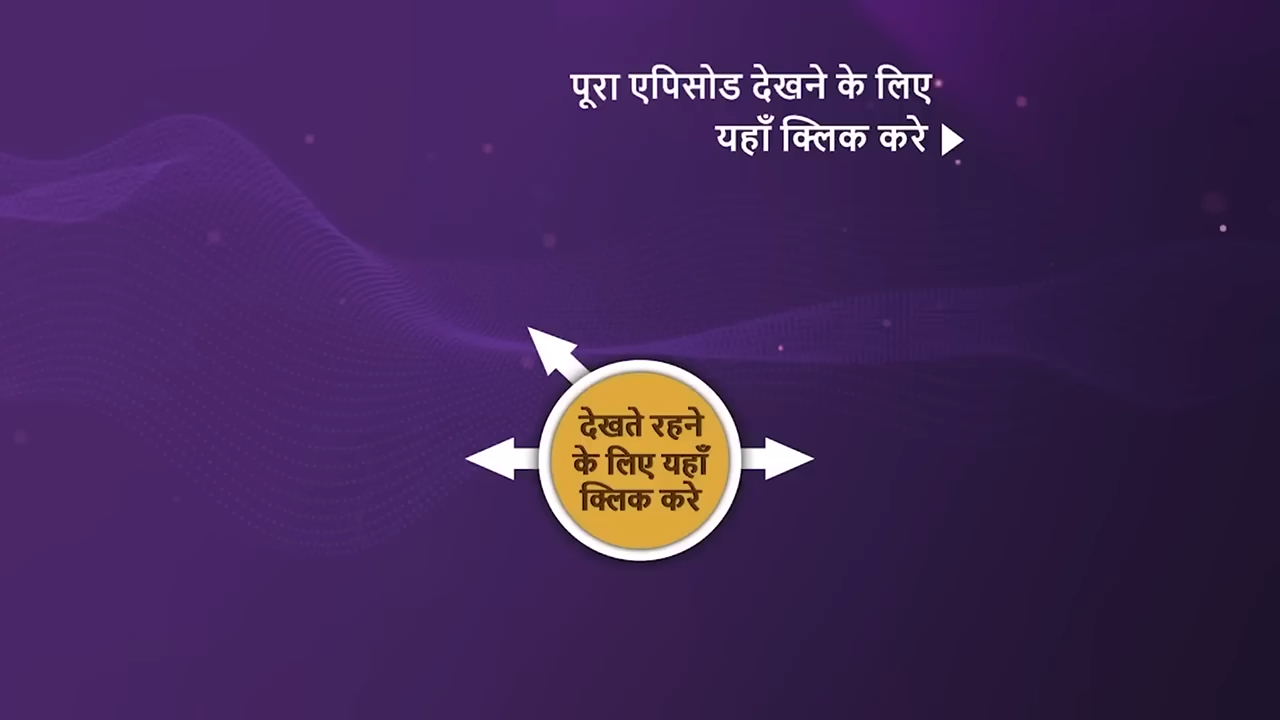 पूरा एपिसोड देखने के लिए
यहाँ क्लिक करे
देखते रहने
के लिए यहाँ
क्लिक करे